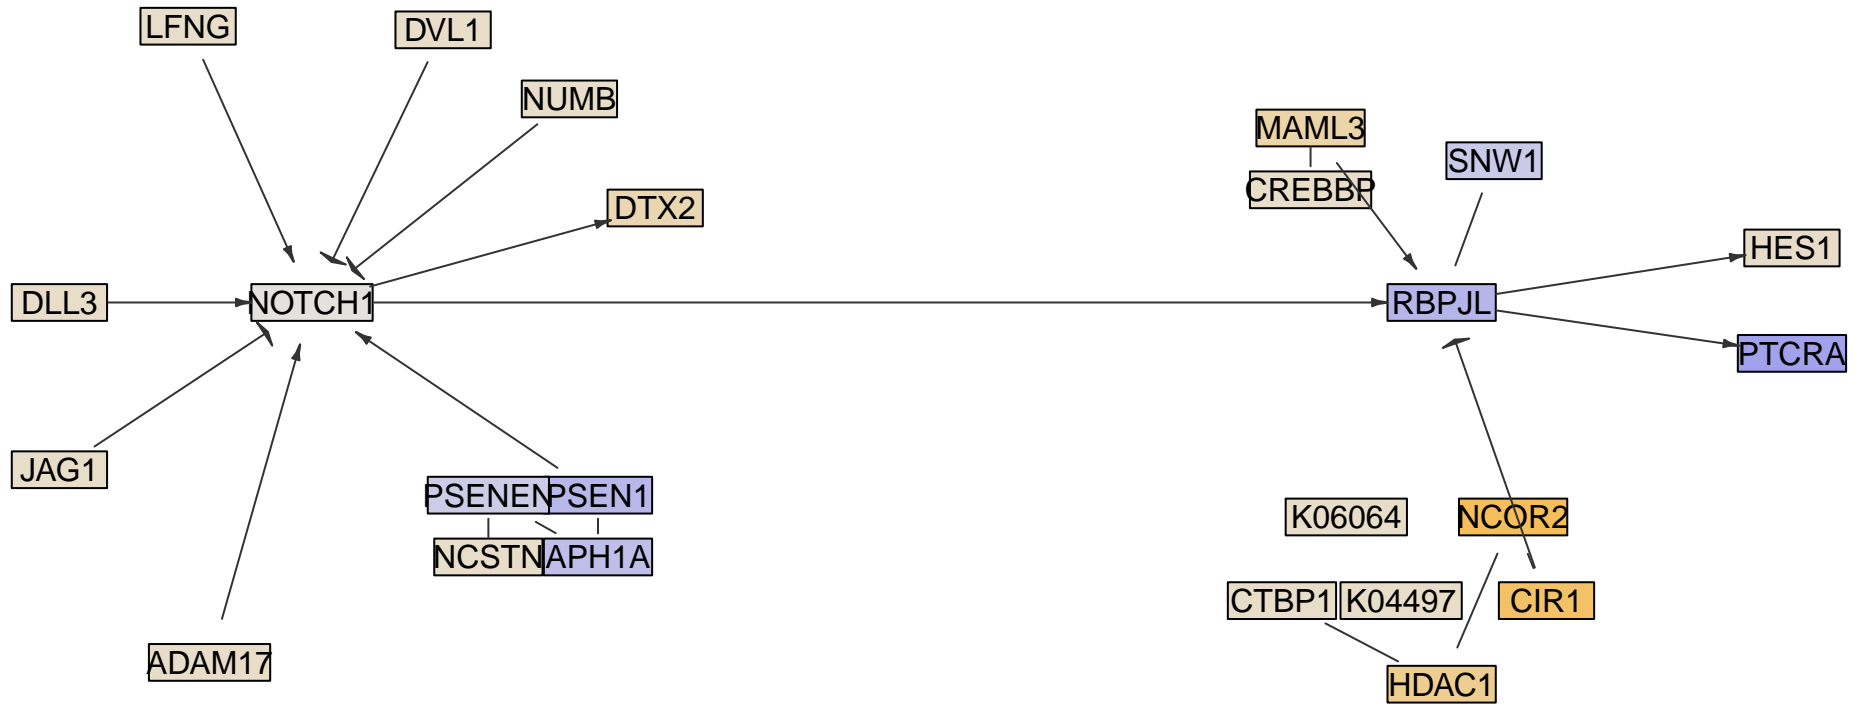 LFNG
DVL1
NUMB
MAML3
SNW1
CREBBP
DTX2
HES1
DLL3
NOTCH1
RBPJL
PTCRA
JAG1
PSENEN
PSEN1
K06064
NCOR2
NCSTN
APH1A
CTBP1
K04497
CIR1
ADAM17
HDAC1